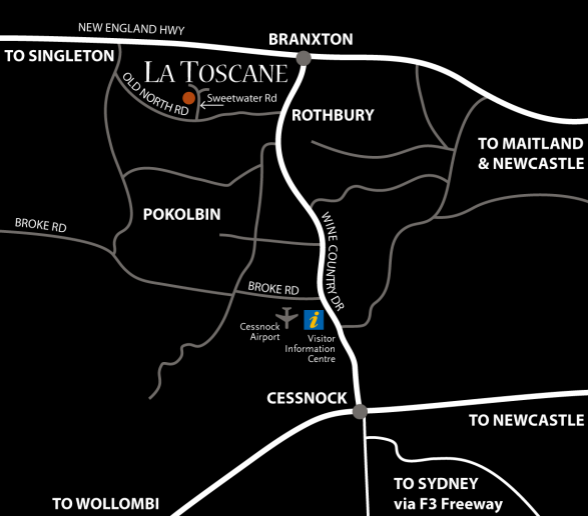 NEW ENGLAND HWY
BRANXTON
TO SINGLETON
LA TOSCANE
OLD NORTH RD
Sweetwater Rd
ROTHBURY
TO MAITLAND
& NEWCASTLE
POKOLBIN
BROKE RD
WINE COUNTRY DR
BROKE RD
Cessnock
Airport
i
Visitor
Information
Centre
CESSNOCK
TO NEWCASTLE
TO SYDNEY
via F3 Freeway
TO WOLLOMBI